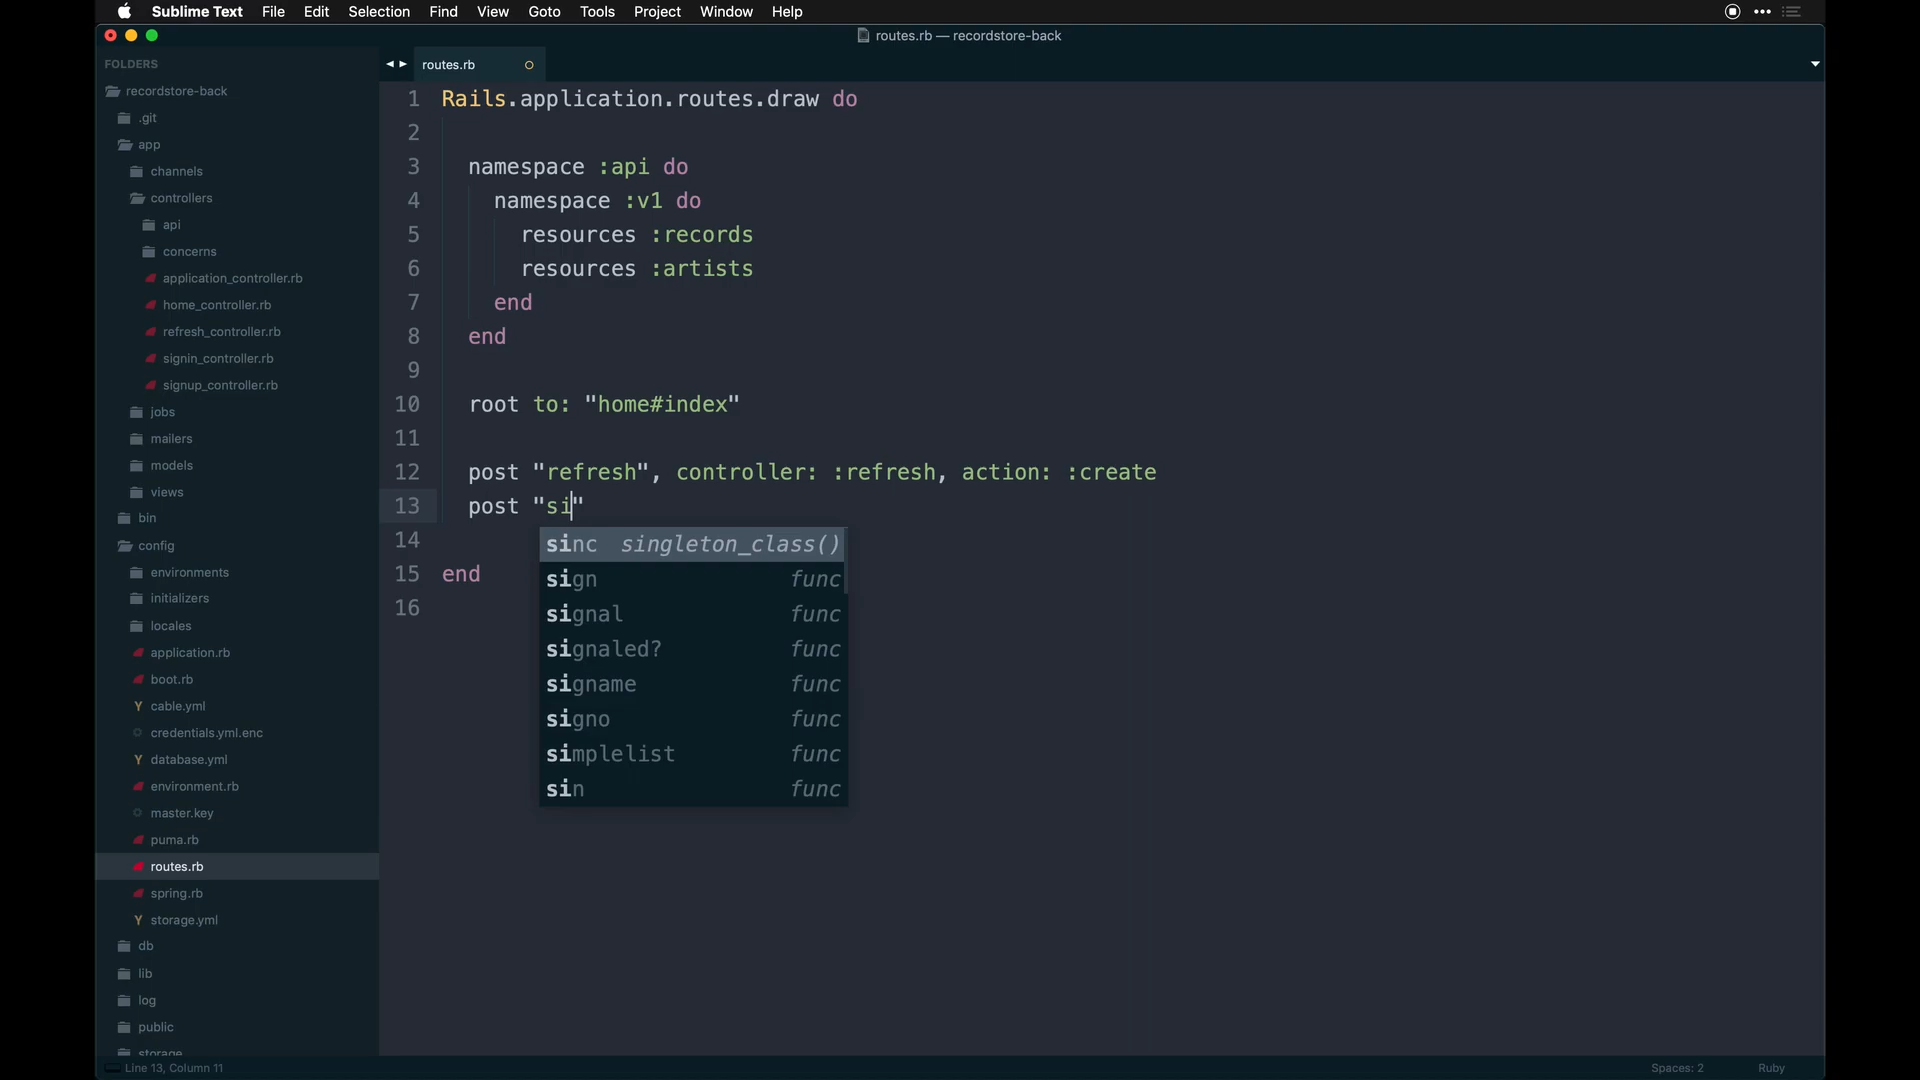 Sublime Text File Edit Selection Find View Goto Tools Project Window Help
routes.rb — recordstore-back
FOLDERS
recordstore-back
.git
app
channels
controllers
api
concerns
application_controller.rb
home_controller.rb
refresh_controller.rb
signin_controller.rb
signup_controller.rb
jobs
mailers
models
views
bin
config
environments
initializers
locales
application.rb
boot.rb
cable.yml
credentials.yml.enc
database.yml
environment.rb
master.key
puma.rb
routes.rb
spring.rb
storage.yml
db
lib
log
public
storage
routes.rb
1 Rails.application.routes.draw do
2
3 namespace :api do
4 namespace :v1 do
5 resources :records
6 resources :artists
7 end
8 end
9
10 root to: "home#index"
11
12 post "refresh", controller: :refresh, action: :create
13 post "si"
14
15 end
16
sinc singleton_class()
sign func
signal func
signaled? func
signame func
signo func
simplelist func
sin func
Line 13, Column 11
Spaces: 2
Ruby